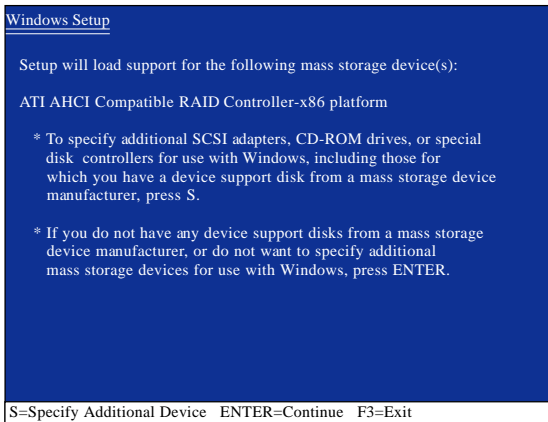 Windows Setup
Setup will load support for the following mass storage device(s):
ATI AHCI Compatible RAID Controller-x86 platform
* To specify additional SCSI adapters, CD-ROM drives, or special
disk controllers for use with Windows, including those for
which you have a device support disk from a mass storage device
manufacturer, press S.
* If you do not have any device support disks from a mass storage
device manufacturer, or do not want to specify additional
mass storage devices for use with Windows, press ENTER.
S=Specify Additional Device ENTER=Continue F3=Exit